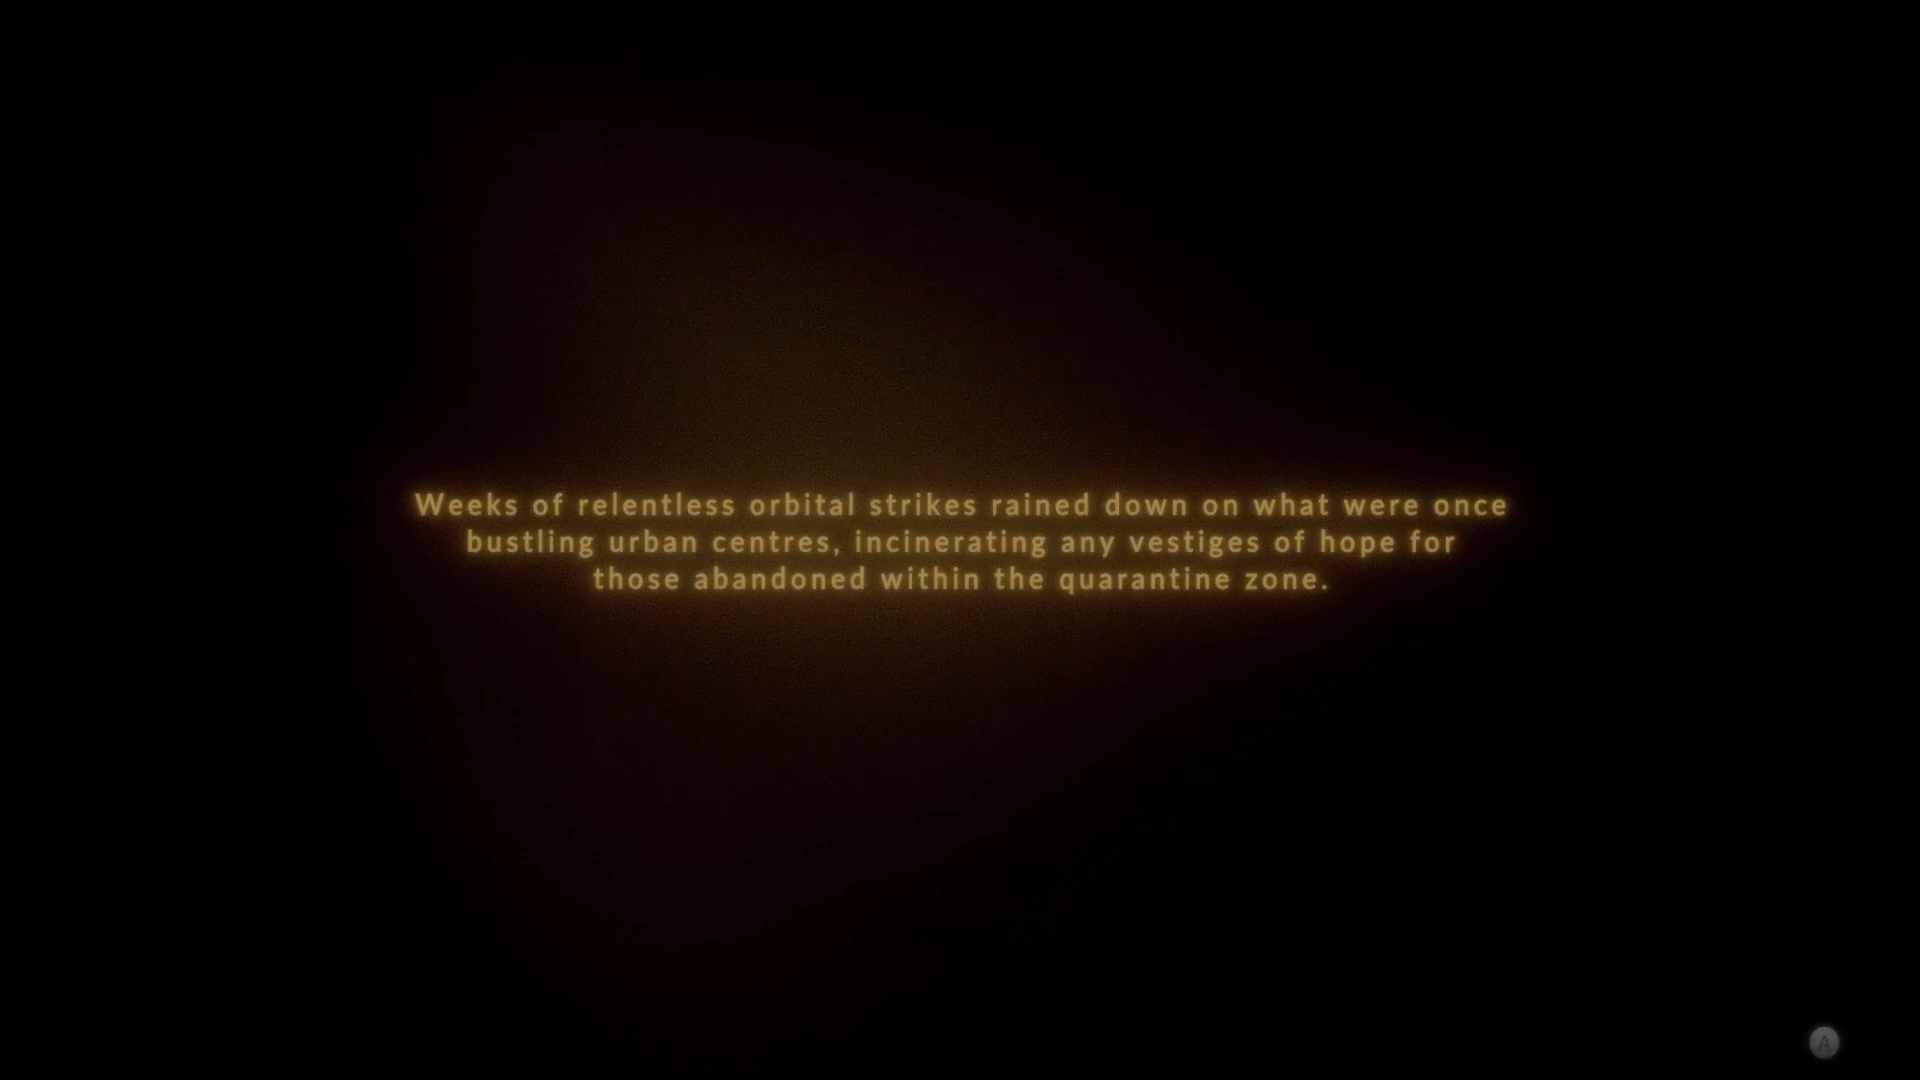 Weeks of relentless orbital strikes rained down on what were once
bustling urban centres, incinerating any vestiges of hope for
those abandoned within the quarantine zone.
A